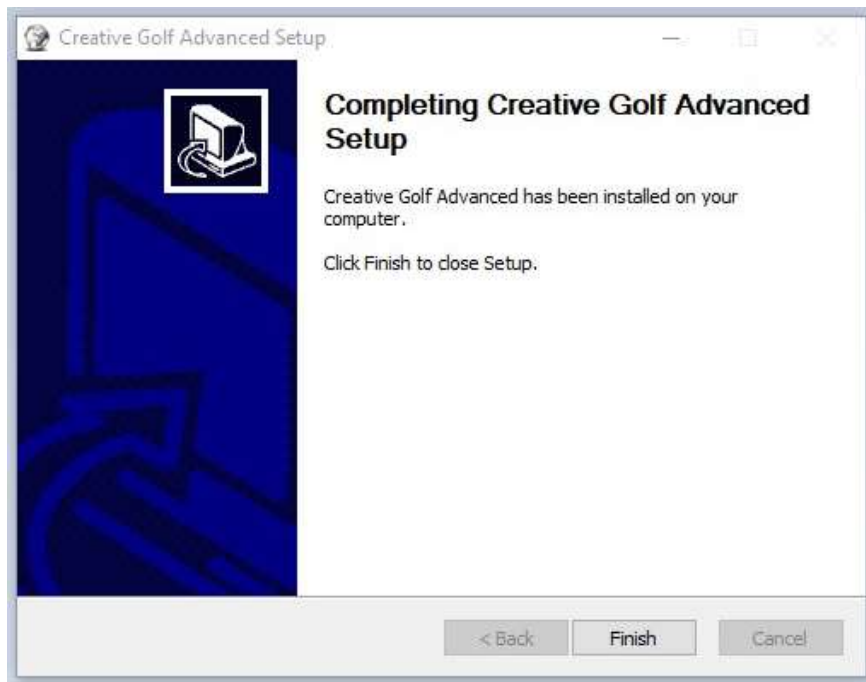 Creative Golf Advanced Setup
Completing Creative Golf Advanced
Setup
Creative Golf Advanced has been installed on your
computer.
Click Finish to close Setup.
< Back
Finish
Cancel